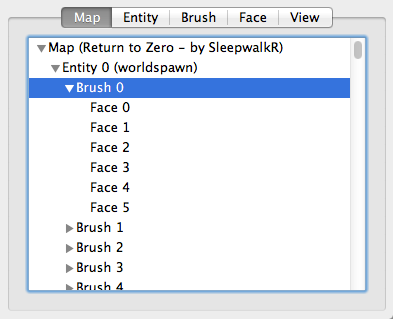 Map Entity Brush Face View
Map (Return to Zero – by SleepwalkR)
Entity 0 (worldspawn)
Brush 0
Face 0
Face 1
Face 2
Face 3
Face 4
Face 5
Brush 1
Brush 2
Brush 3
Brush 4